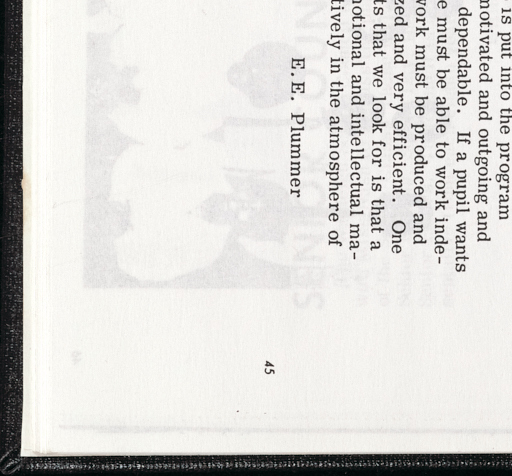 is put into the program
motivated and outgoing and
dependable. If a pupil wants
e must be able to work inde-
work must be produced and
zed and very efficient. One
ts that we look for is that a
notional and intellectual ma-
tively in the atmosphere of
E.E. Plummer
45